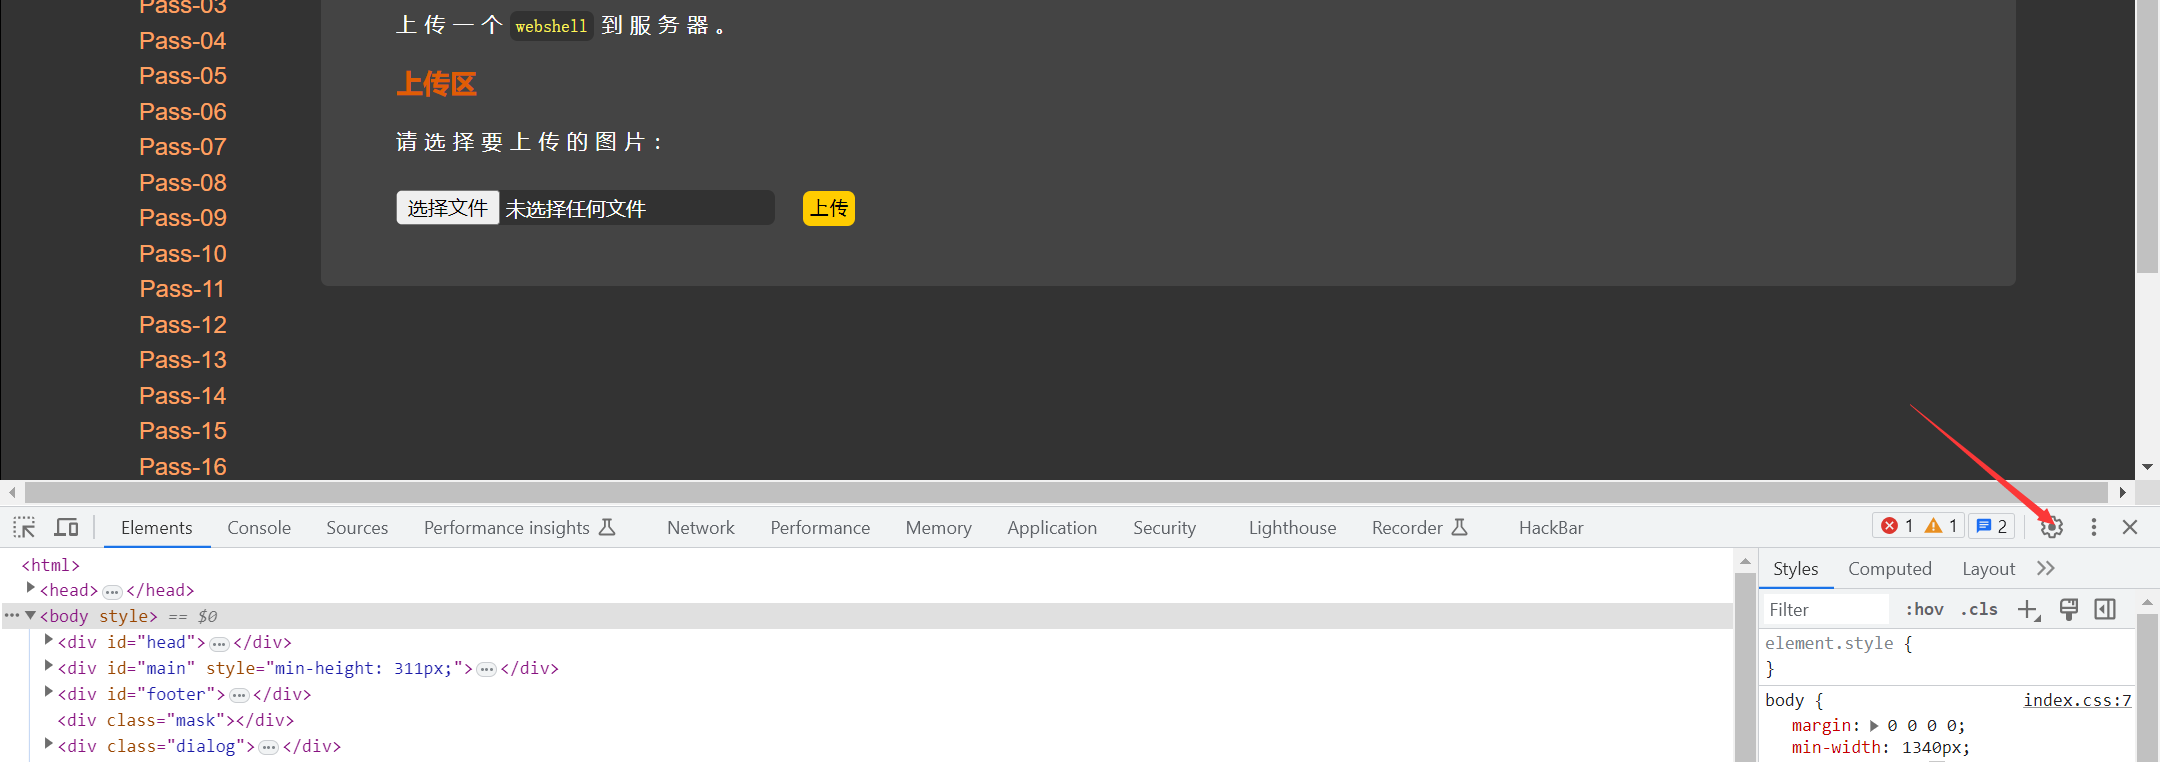 Pass-03
Pass-04
Pass-05
Pass-06
Pass-07
Pass-08
Pass-09
Pass-10
Pass-11
Pass-12
Pass-13
Pass-14
Pass-15
Pass-16
上传一个 webshell 到服务器。
上传区
请选择要上传的图片：
选择文件 未选择任何文件 上传
Elements Console Sources Performance insights Network Performance Memory Application Security Lighthouse Recorder HackBar 1 1 2
<html>
<head>…</head>
… <body style> == $0
<div id="head">…</div>
<div id="main" style="min-height: 311px;">…</div>
<div id="footer">…</div>
<div class="mask"></div>
<div class="dialog">…</div>
Styles Computed Layout
Filter :hov .cls
element.style {
}
body { index.css:7
margin: 0 0 0 0;
min-width: 1340px;